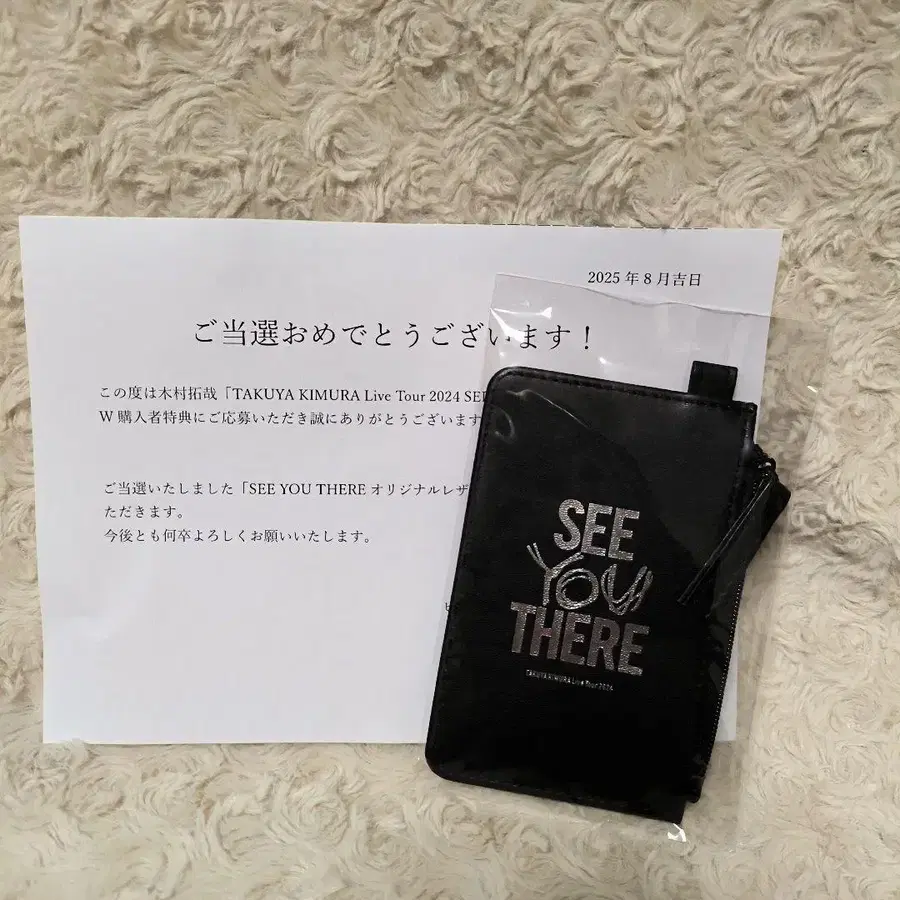 2025 年 8 月吉日
ご当選おめでとうございます！
この度は木村拓哉「TAKUYA KIMURA Live Tour 2024 SEE
W 購入者特典にご応募いただき誠にありがとうございます
ご当選いたしました「SEE YOU THERE オリジナルレザ
ただきます。
今後とも何卒よろしくお願いいたします。
SEE
YOU
THERE
TAKUYA KIMURA Live Tour 2024